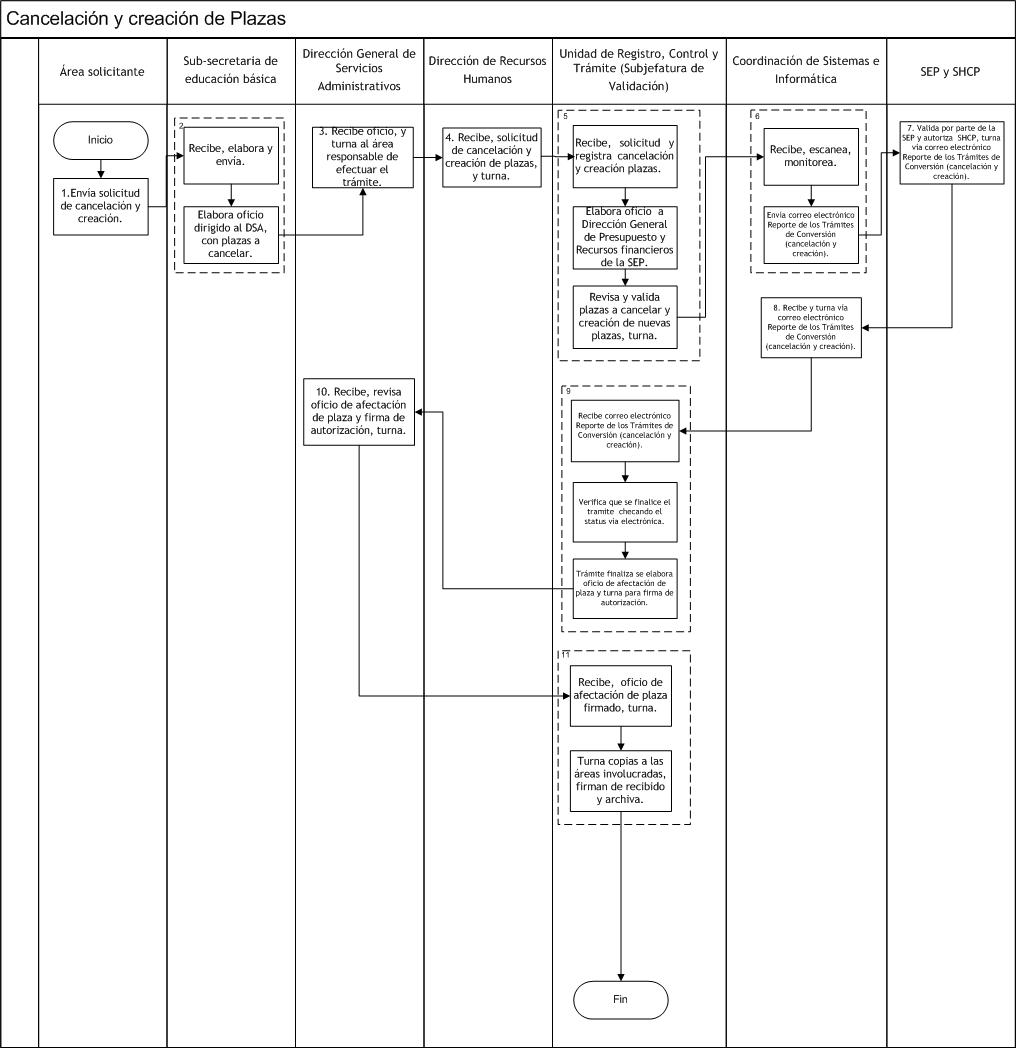 Cancelación y creación de Plazas
Área solicitante
Sub-secretaria de
educación básica
Dirección General de
Servicios
Administrativos
Dirección de Recursos
Humanos
Unidad de Registro, Control y
Trámite (Subjefatura de
Validación)
Coordinación de Sistemas e
Informática
SEP y SHCP
Inicio
1.Envía solicitud
de cancelación y
creación.
2
Recibe, elabora y
envía.
Elabora oficio
dirigido al DSA,
con plazas a
cancelar.
3. Recibe oficio, y
turna al área
responsable de
efectuar el
trámite.
4. Recibe, solicitud
de cancelación y
creación de plazas,
y turna.
5
Recibe, solicitud y
registra cancelación
y creación plazas.
Elabora oficio a
Dirección General
de Presupuesto y
Recursos financieros
de la SEP.
Revisa y valida
plazas a cancelar y
creación de nuevas
plazas, turna.
6
Recibe, escanea,
monitorea.
Envía correo electrónico
Reporte de los Trámites
de Conversión
(cancelación y
creación).
7. Valida por parte de la
SEP y autoriza SHCP, turna
vía correo electrónico
Reporte de los Trámites de
Conversión (cancelación y
creación).
8. Recibe y turna vía
correo electrónico
Reporte de los Trámites
de Conversión
(cancelación y creación).
9
Recibe correo electrónico
Reporte de los Trámites de
Conversión (cancelación y
creación).
Verifica que se finalice el
tramite checando el
status vía electrónica.
Trámite finaliza se elabora
oficio de afectación de
plaza y turna para firma de
autorización.
10. Recibe, revisa
oficio de afectación
de plaza y firma de
autorización, turna.
11
Recibe, oficio de
afectación de plaza
firmado, turna.
Turna copias a las
áreas involucradas,
firman de recibido
y archiva.
Fin